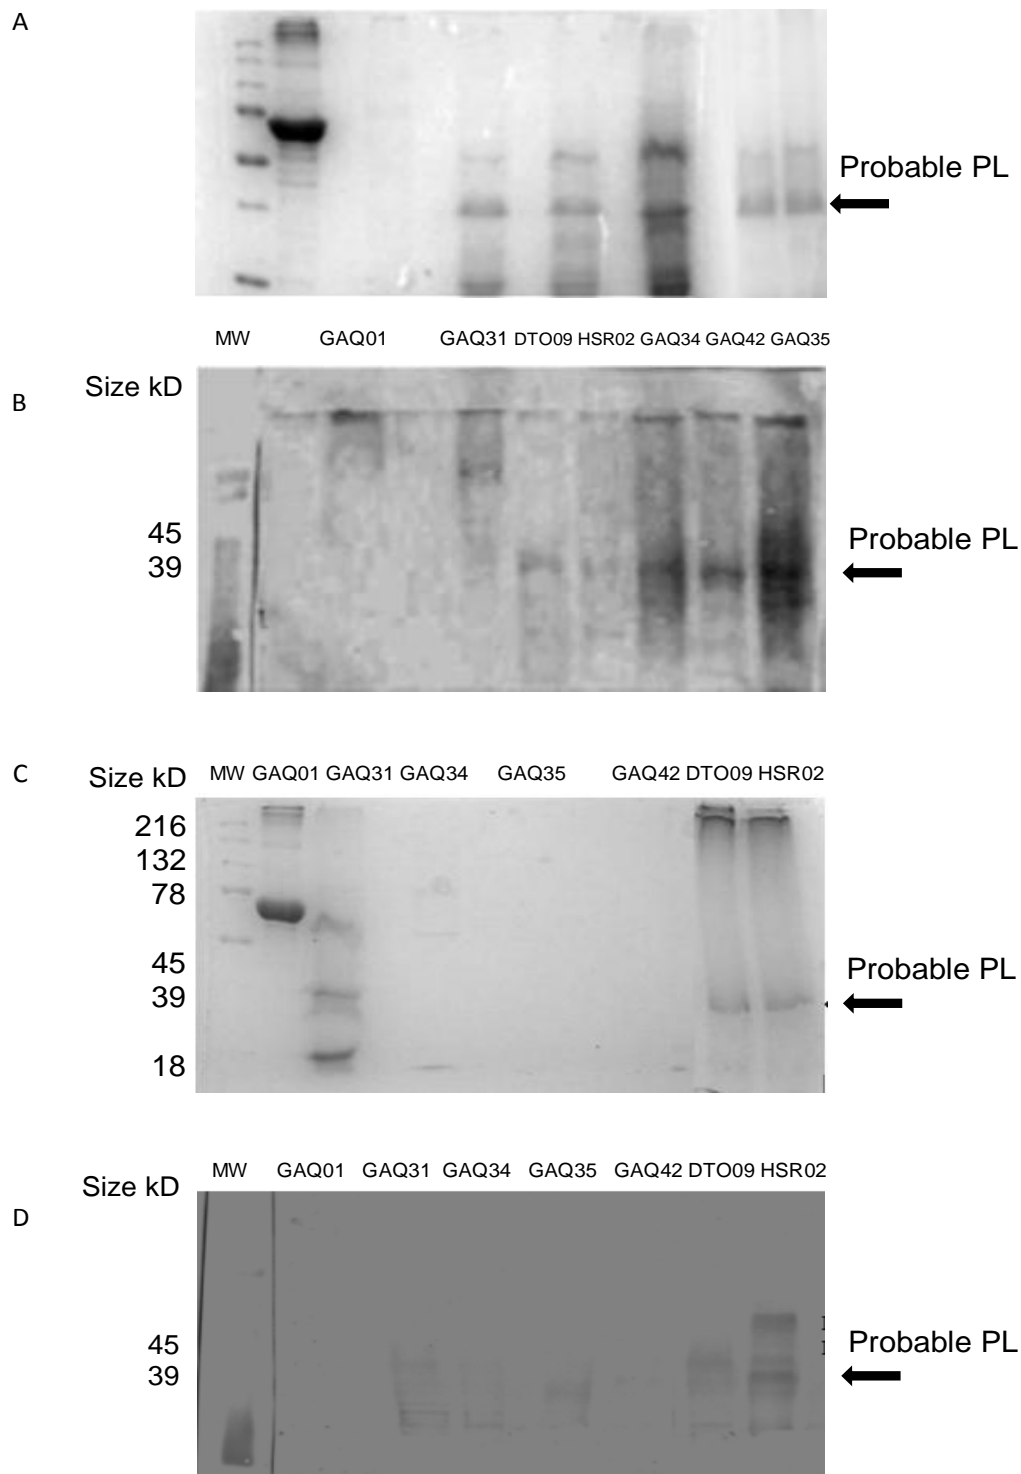 A
Probable PL
MW GAQ01 GAQ31 DTO09 HSR02 GAQ34 GAQ42 GAQ35
Size kD
B
45
39
Probable PL
C
Size kD
MW GAQ01 GAQ31 GAQ34 GAQ35 GAQ42 DTO09 HSR02
216
132
78
45
39
18
Probable PL
MW GAQ01 GAQ31 GAQ34 GAQ35 GAQ42 DTO09 HSR02
Size kD
D
45
39
Probable PL